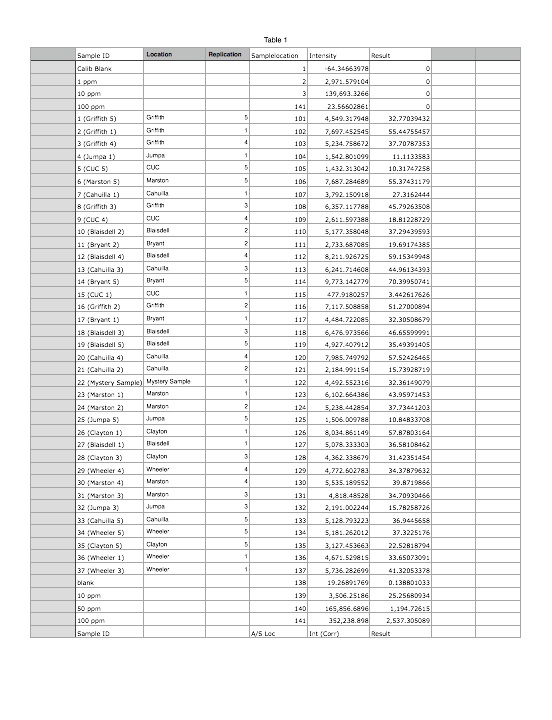 Table 1
Sample ID Location Replication Samplelocation Intensity Result
Calib Blank 1 -64.34663978 0
1 ppm 2 2,971.579104 0
10 ppm 3 139,693.3266 0
100 ppm 141 23.56602861 0
1 (Griffith 5) Griffith 5 101 4,549.317948 32.77039432
2 (Griffith 1) Griffith 1 102 7,697.452545 55.44755457
3 (Griffith 4) Griffith 4 103 5,234.758672 37.70787353
4 (Jumpa 1) Jumpa 1 104 1,542.801099 11.1133583
5 (CUC 5) CUC 5 105 1,432.313042 10.31747258
6 (Marston 5) Marston 5 106 7,687.284689 55.37431179
7 (Cahuilla 1) Cahuilla 1 107 3,792.150918 27.3162444
8 (Griffith 3) Griffith 3 108 6,357.117788 45.79263508
9 (CUC 4) CUC 4 109 2,611.597388 18.81228729
10 (Blaisdell 2) Blaisdell 2 110 5,177.358048 37.29439593
11 (Bryant 2) Bryant 2 111 2,733.687085 19.69174385
12 (Blaisdell 4) Blaisdell 4 112 8,211.926725 59.15349948
13 (Cahuilla 3) Cahuilla 3 113 6,241.714608 44.96134393
14 (Bryant 5) Bryant 5 114 9,773.142779 70.39950741
15 (CUC 1) CUC 1 115 477.9180257 3.442617626
16 (Griffith 2) Griffith 2 116 7,117.508858 51.27000894
17 (Bryant 1) Bryant 1 117 4,484.722085 32.30508679
18 (Blaisdell 3) Blaisdell 3 118 6,476.973566 46.65599991
19 (Blaisdell 5) Blaisdell 5 119 4,927.407912 35.49391405
20 (Cahuilla 4) Cahuilla 4 120 7,985.749792 57.52426465
21 (Cahuilla 2) Cahuilla 2 121 2,184.991154 15.73928719
22 (Mystery Sample) Mystery Sample 1 122 4,492.552316 32.36149079
23 (Marston 1) Marston 1 123 6,102.664386 43.95971453
24 (Marston 2) Marston 2 124 5,238.442854 37.73441203
25 (Jumpa 5) Jumpa 5 125 1,506.009788 10.84833708
26 (Clayton 1) Clayton 1 126 8,034.861149 57.87803164
27 (Blaisdell 1) Blaisdell 1 127 5,078.333303 36.58108462
28 (Clayton 3) Clayton 3 128 4,362.338679 31.42351454
29 (Wheeler 4) Wheeler 4 129 4,772.602783 34.37879632
30 (Marston 4) Marston 4 130 5,535.189552 39.8719866
31 (Marston 3) Marston 3 131 4,818.48528 34.70930466
32 (Jumpa 3) Jumpa 3 132 2,191.002244 15.78258726
33 (Cahuilla 5) Cahuilla 5 133 5,128.793223 36.9445658
34 (Wheeler 5) Wheeler 5 134 5,181.262012 37.3225176
35 (Clayton 5) Clayton 5 135 3,127.453663 22.52818794
36 (Wheeler 1) Wheeler 1 136 4,671.529815 33.65073091
37 (Wheeler 3) Wheeler 1 137 5,736.282699 41.32053378
blank 138 19.26891769 0.138801033
10 ppm 139 3,506.25186 25.25680934
50 ppm 140 165,856.6896 1,194.72615
100 ppm 141 352,238.898 2,537.305089
Sample ID A/S Loc Int (Corr) Result